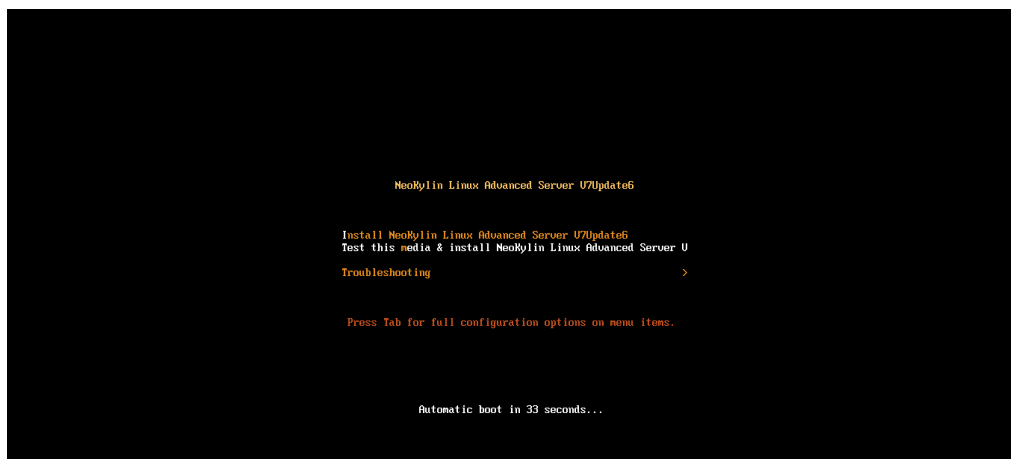 NeoKylin Linux Advanced Server V7Update6
Install NeoKylin Linux Advanced Server V7Update6
Test this media & install NeoKylin Linux Advanced Server V
Troubleshooting >
Press Tab for full configuration options on menu items.
Automatic boot in 33 seconds...